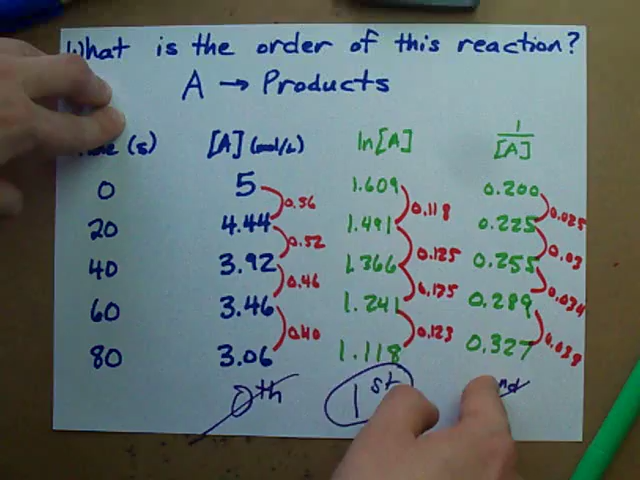 What is the order of this reaction?
A → Products
(s) [A] (mol/L) ln[A] 1/[A]
0 5 1.609 0.200
0.56 0.118 0.025
20 4.44 1.491 0.225
0.52 0.125 0.03
40 3.92 1.366 0.255
0.46 0.125 0.034
60 3.46 1.241 0.289
0.40 0.123 0.038
80 3.06 1.118 0.327
0th 1st nd